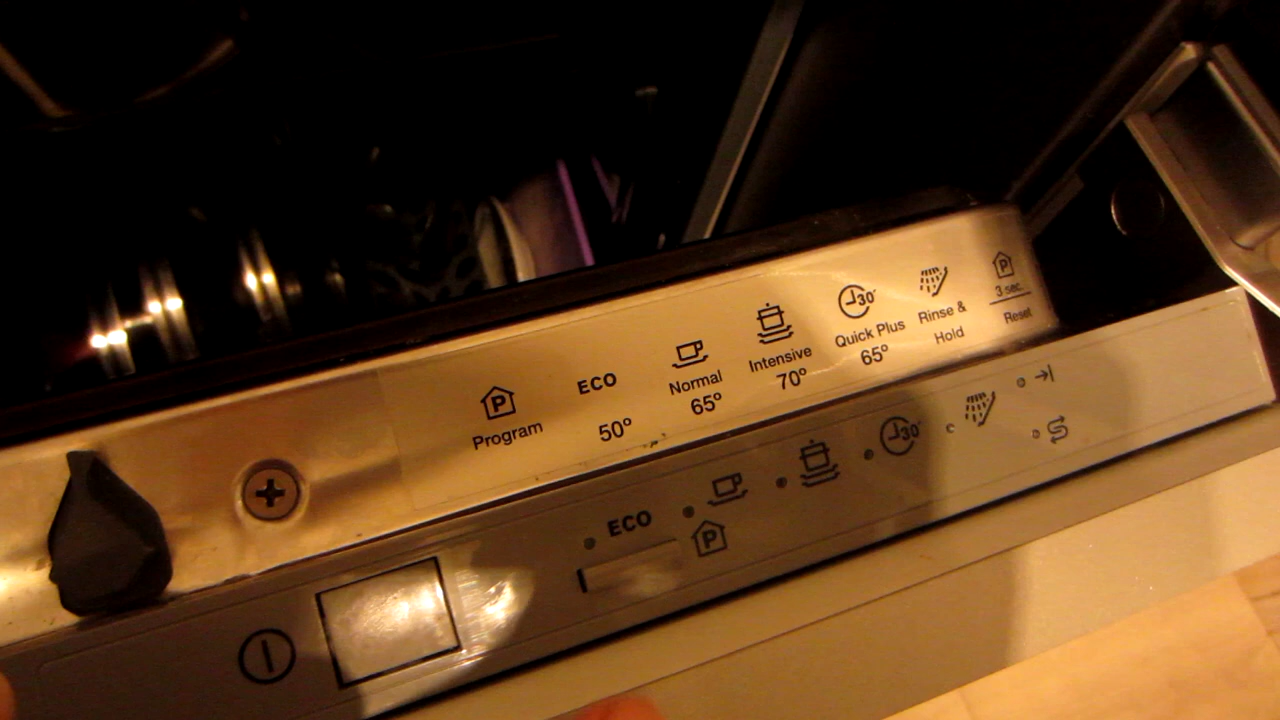 P
Program
ECO
50°
Normal
65°
Intensive
70°
30'
Quick Plus
65°
Rinse &
Hold
P
3 sec.
Reset
ECO
P
30'
S